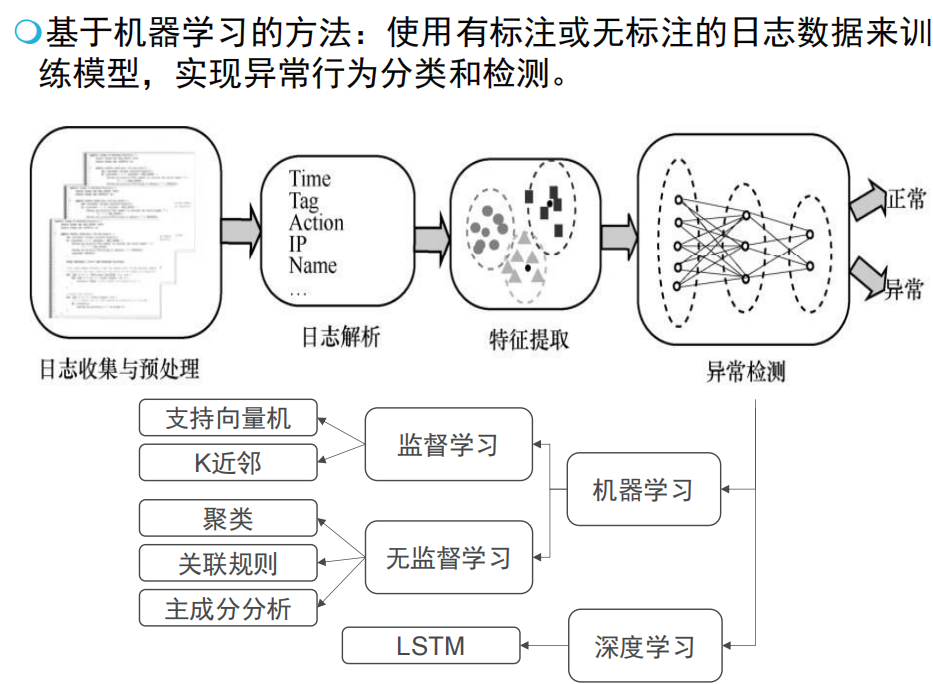 基于机器学习的方法：使用有标注或无标注的日志数据来训
练模型，实现异常行为分类和检测。
Time
Tag
Action
IP
Name
...
正常
异常
日志收集与预处理
日志解析
特征提取
异常检测
支持向量机
K近邻
监督学习
机器学习
聚类
关联规则
主成分分析
无监督学习
LSTM
深度学习